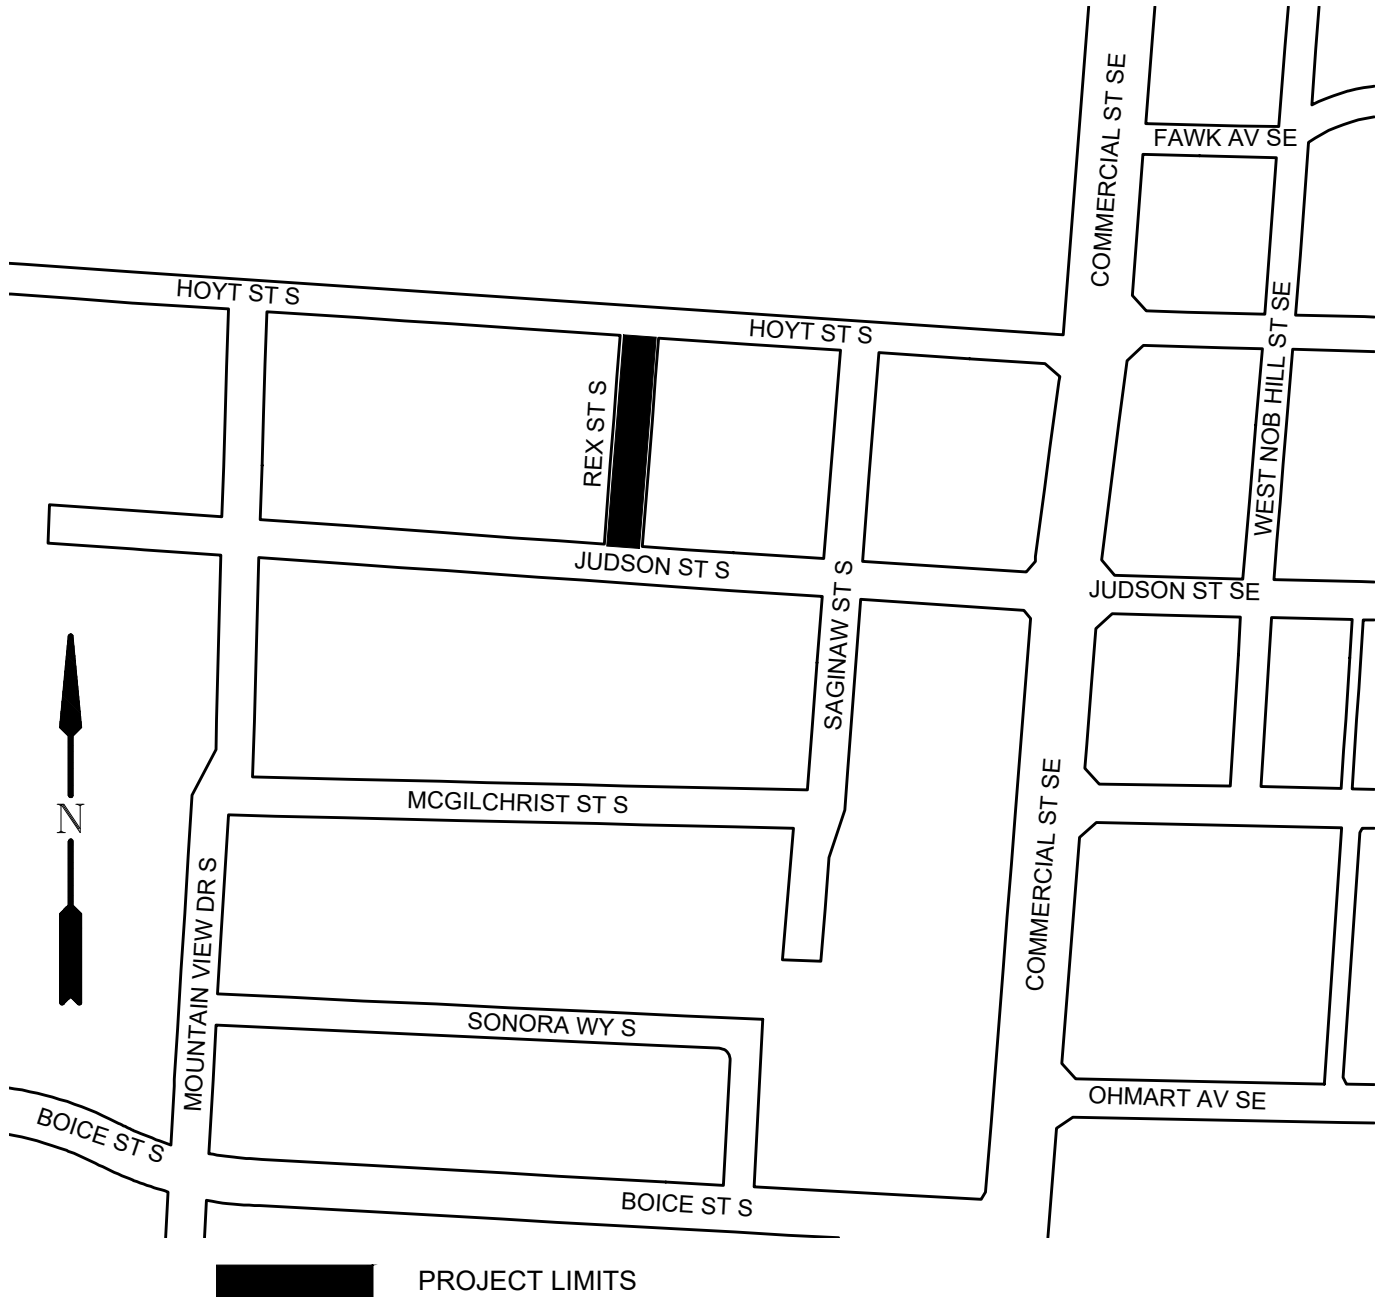 COMMERCIAL ST SE
FAWK AV SE
HOYT ST S
HOYT ST S
WEST NOB HILL ST SE
REX ST S
JUDSON ST S
JUDSON ST SE
SAGINAW ST S
N
MCGILCHRIST ST S
COMMERCIAL ST SE
MOUNTAIN VIEW DR S
SONORA WY S
OHMART AV SE
BOICE ST S
BOICE ST S
PROJECT LIMITS